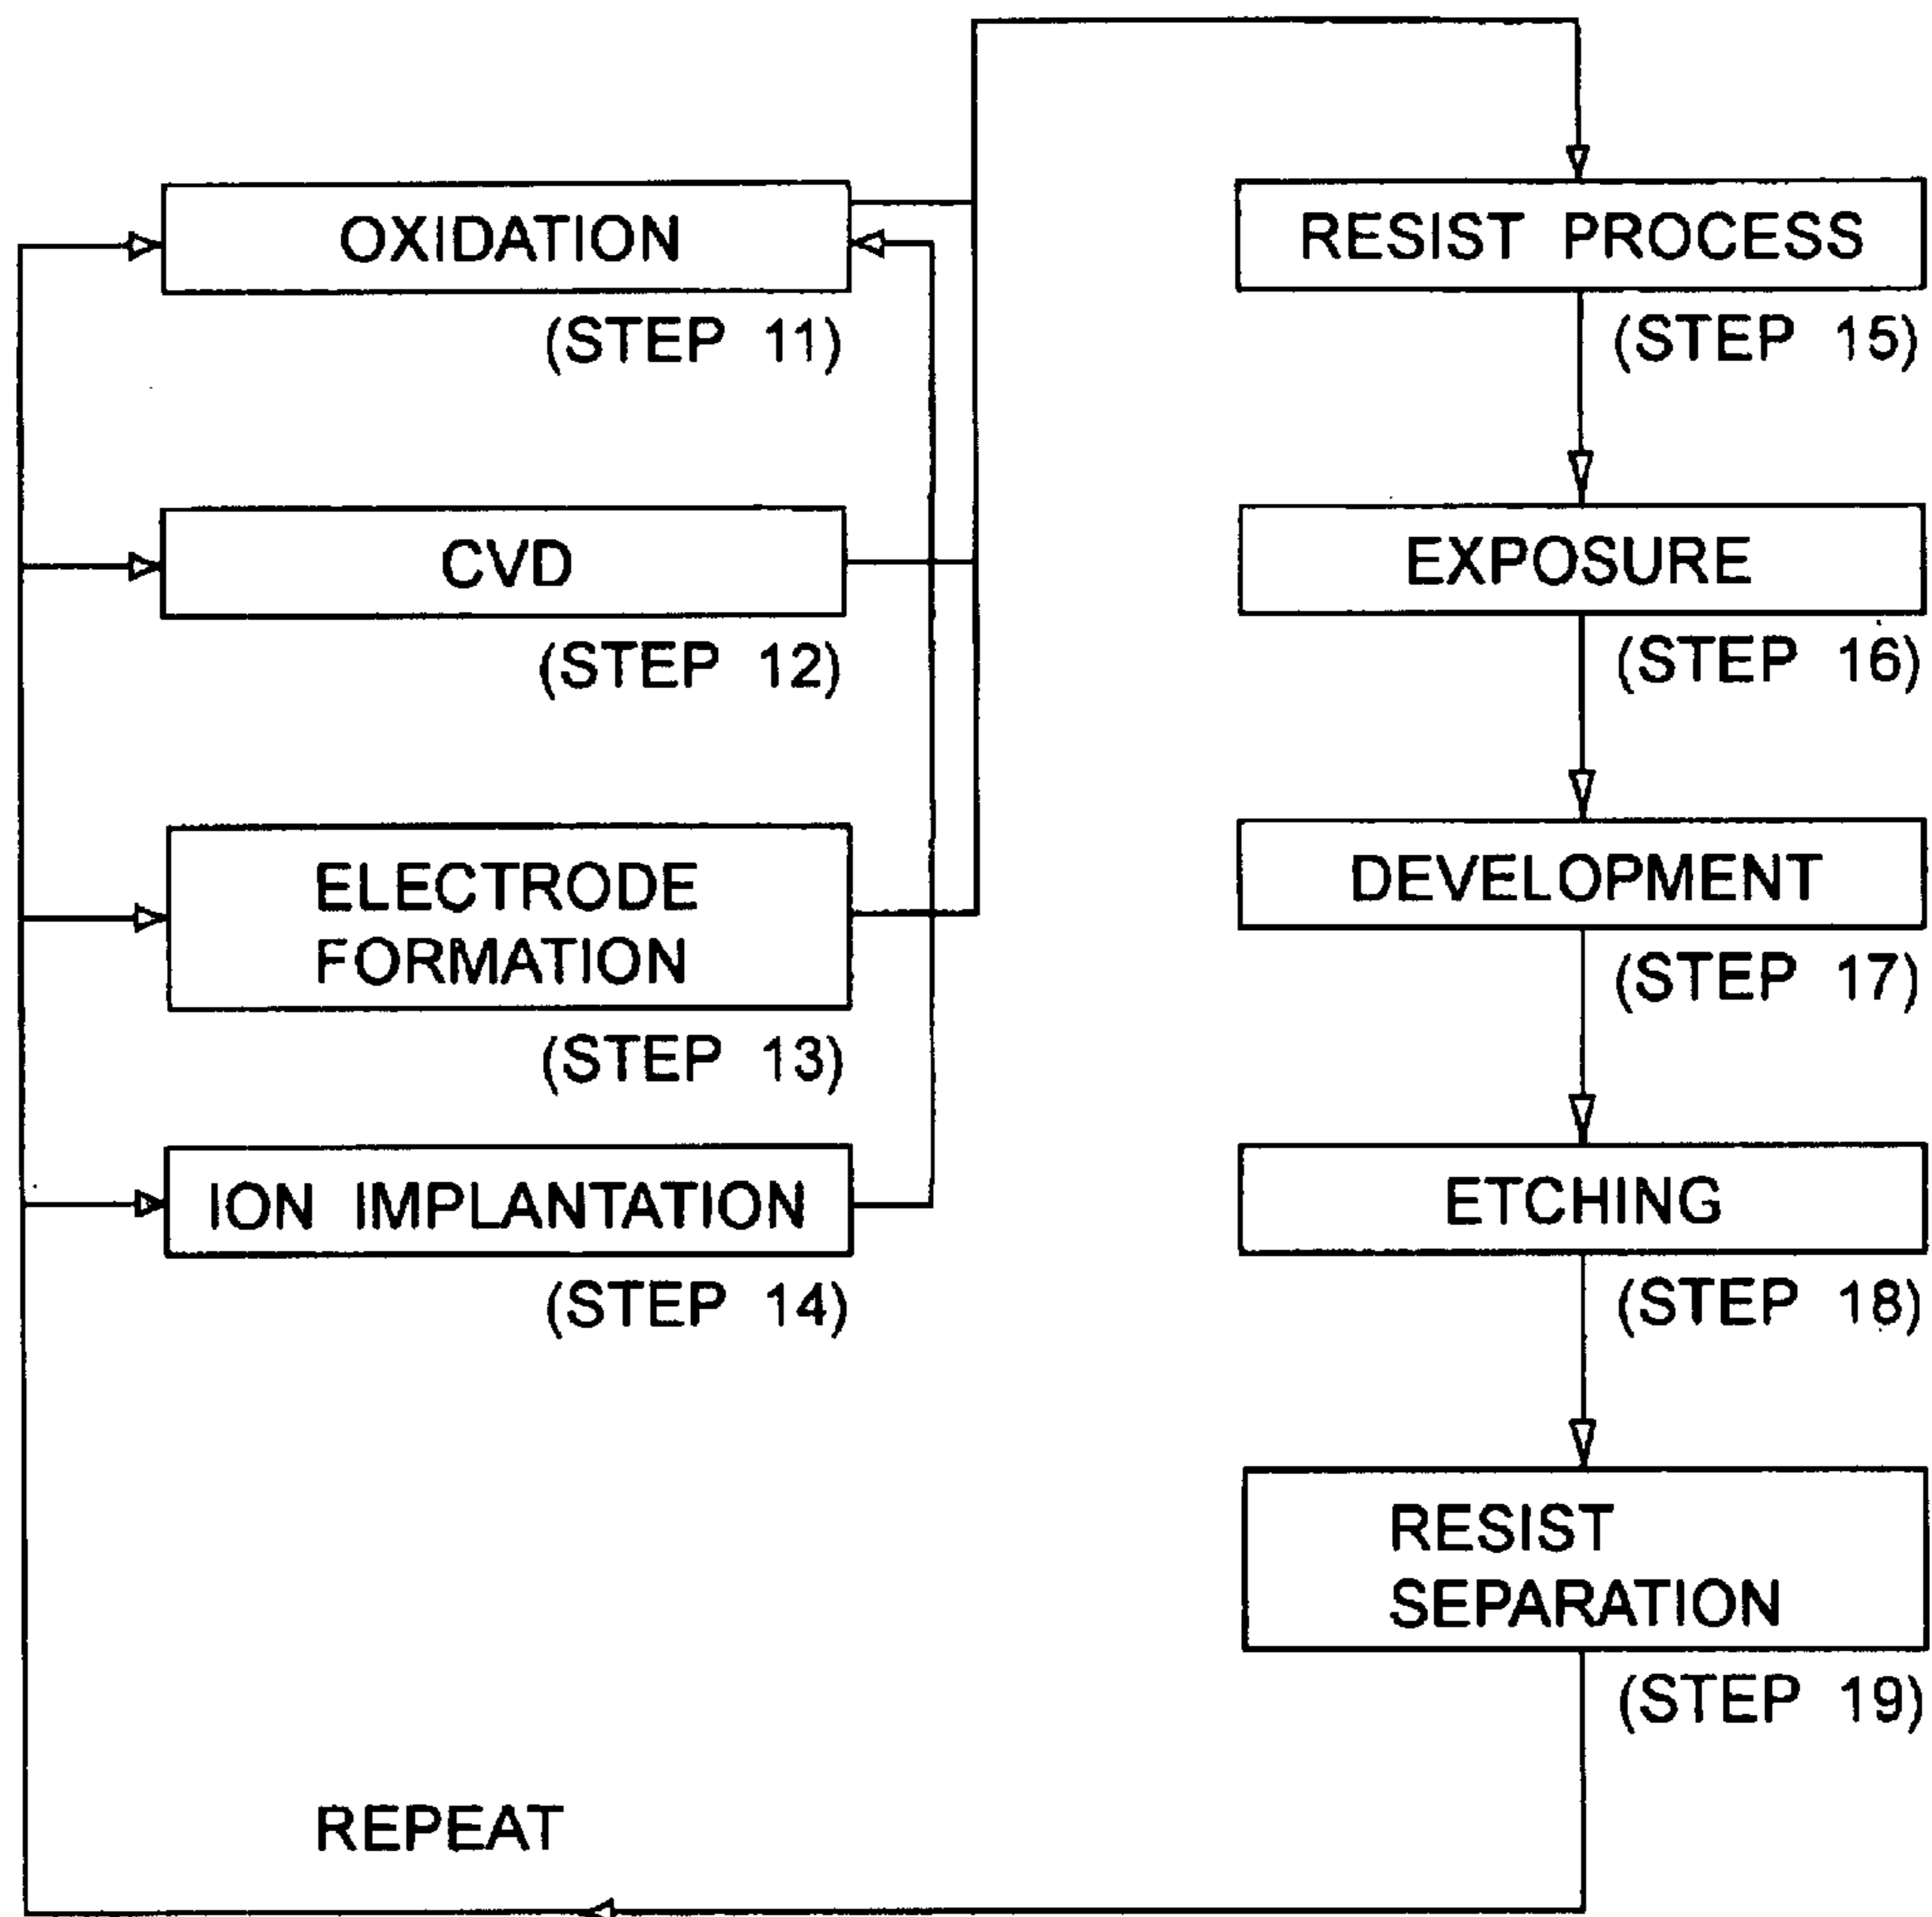 OXIDATION
(STEP 11)
CVD
(STEP 12)
ELECTRODE
FORMATION
(STEP 13)
ION IMPLANTATION
(STEP 14)
RESIST PROCESS
(STEP 15)
EXPOSURE
(STEP 16)
DEVELOPMENT
(STEP 17)
ETCHING
(STEP 18)
RESIST
SEPARATION
(STEP 19)
REPEAT